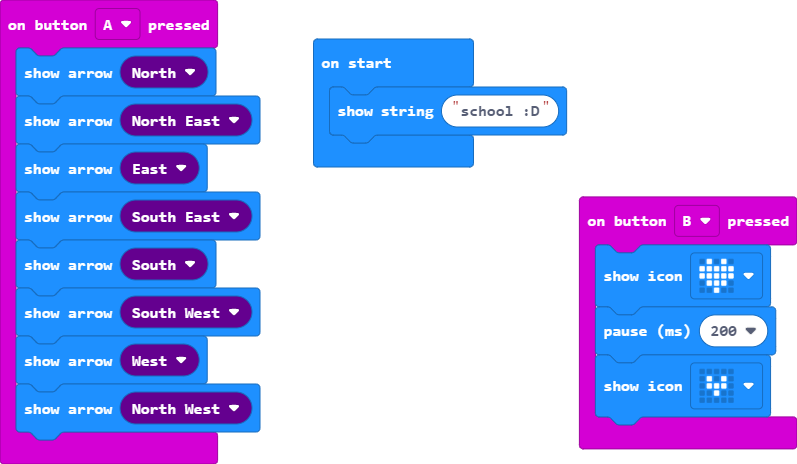 on button A pressed
show arrow North
show arrow North East
show arrow East
show arrow South East
show arrow South
show arrow South West
show arrow West
show arrow North West
on start
show string "school :D"
on button B pressed
show icon
pause (ms) 200
show icon